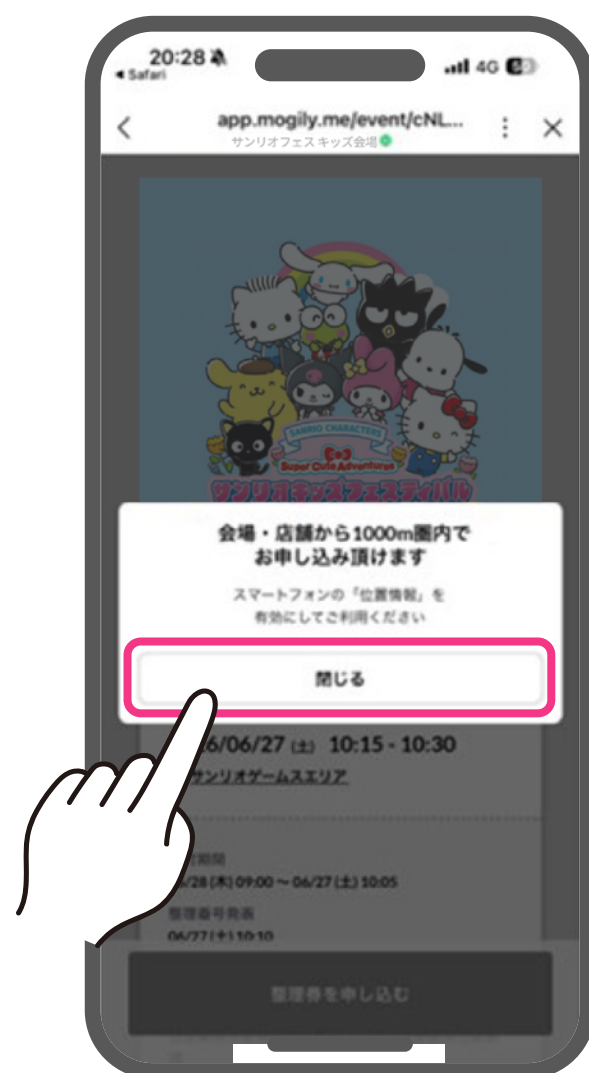 20:28
Safari
4G
app.mogily.me/event/cNL...
サンリオフェス キッズ会場
SANRIO CHARACTERS
Super Cute Adventures
サンリオキッズフェスティバル
会場・店舗から1000m圏内で
お申し込み頂けます
スマートフォンの「位置情報」を
有効にしてご利用ください
閉じる
6/06/27 (土) 10:15 - 10:30
サンリオゲームスエリア
期間
/28 (木) 09:00 ~ 06/27 (土) 10:05
整理番号発表
06/27 (土) 10:10
整理券を申し込む